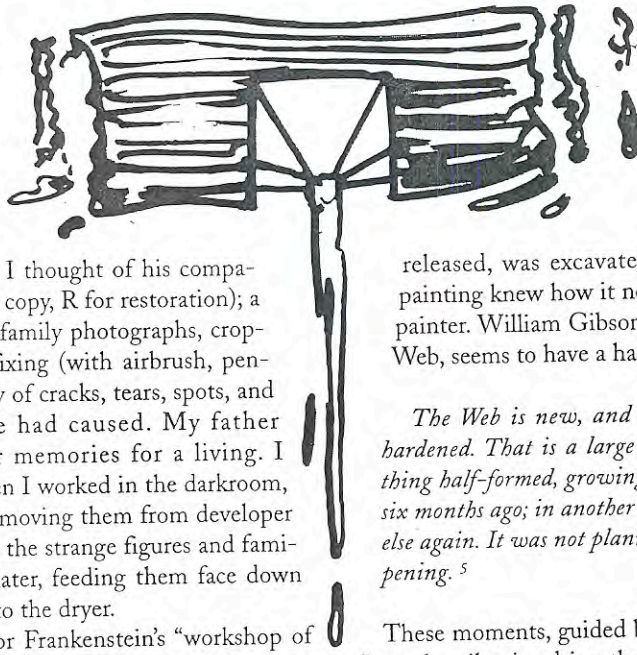 I thought of his compa-
copy, R for restoration); a
family photographs, crop-
ixing (with airbrush, pen-
y of cracks, tears, spots, and
e had caused. My father
r memories for a living. I
en I worked in the darkroom,
moving them from developer
the strange figures and fami-
ater, feeding them face down
to the dryer.
or Frankenstein's “workshop of
released, was excavate
painting knew how it n
painter. William Gibson
Web, seems to have a ha
The Web is new, and
hardened. That is a large
thing half-formed, growing
six months ago; in another
else again. It was not plan
pening. 5
These moments, guided b